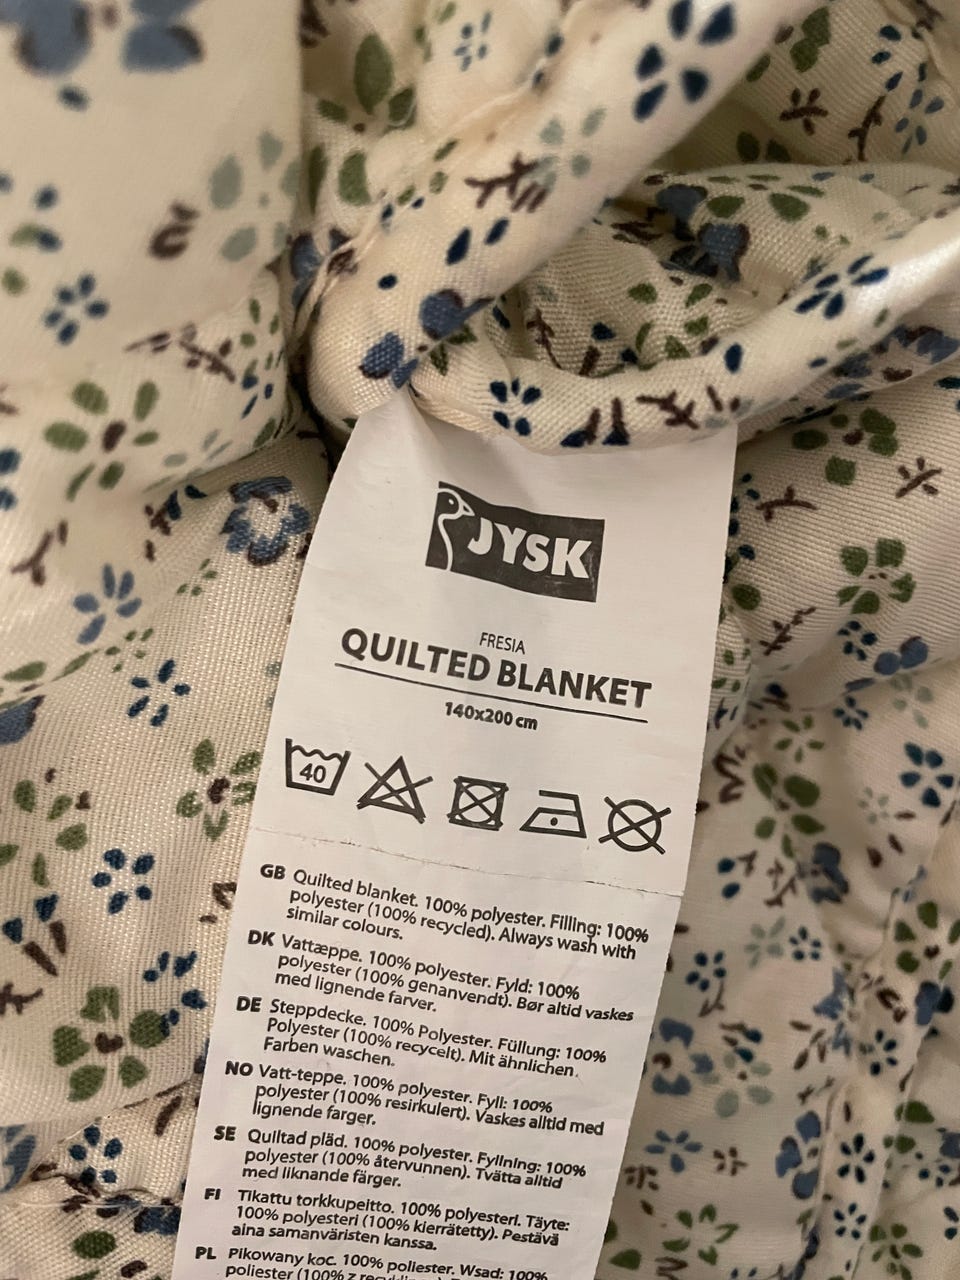 JYSK
FRESIA
QUILTED BLANKET
140x200 cm
40
GB Quilted blanket. 100% polyester. Filling: 100%
polyester (100% recycled). Always wash with
similar colours.
DK Vattæppe. 100% polyester. Fyld: 100%
polyester (100% genanvendt). Bør altid vaskes
med lignende farver.
DE Steppdecke. 100% Polyester. Füllung: 100%
Polyester (100% recycelt). Mit ähnlichen
Farben waschen.
NO Vatt-teppe. 100% polyester. Fyll: 100%
polyester (100% resirkulert). Vaskes alltid med
lignende farger.
SE Quiltad pläd. 100% polyester. Fyllning: 100%
polyester (100% återvunnen). Tvätta alltid
med liknande färger.
FI Tikattu torkkupeitto. 100% polyesteri. Täyte:
100% polyesteri (100% kierrätetty). Pestävä
aina samanväristen kanssa.
PL Pikowany koc. 100% poliester. Wsad: 100%
poliester (100% z